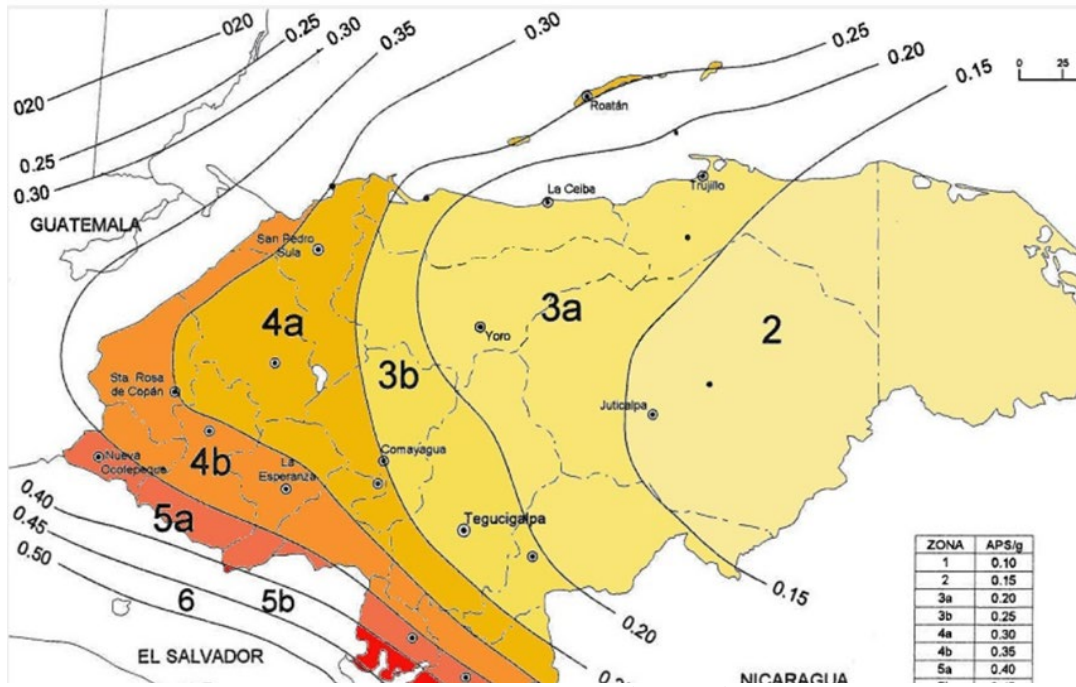 020
0.25
0.30
0.35
0.30
0.25
0.20
0.15
0 25
020
0.25
0.30
Roatán
GUATEMALA
La Ceiba
Trujillo
San Pedro
Sula
4a
3a
2
Yoro
3b
Sta. Rosa
de Copán
Juticalpa
Nueva
Ocotepeque
4b
La
Esperanza
Comayagua
0.40
0.45
0.50
5a
Tegucigalpa
6
5b
0.15
0.20
EL SALVADOR
NICARAGUA
ZONA APS/g
1 0.10
2 0.15
3a 0.20
3b 0.25
4a 0.30
4b 0.35
5a 0.40